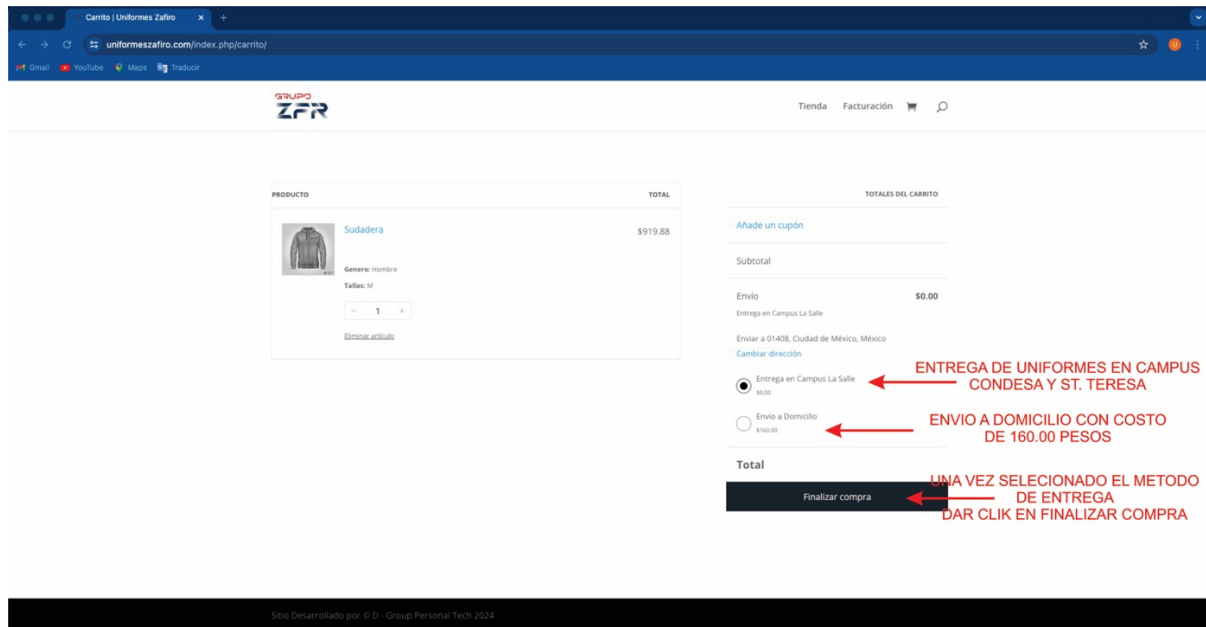 Carrito | Uniformes Zafiro
uniformeszafiro.com/index.php/carrito/
U
Gmail YouTube Maps Traducir
GRUPO
ZFR
Tienda Facturación
PRODUCTO TOTAL
Sudadera $919.88
Genero: Hombre
Tallas: M
− 1 +
Eliminar artículo
TOTALES DEL CARRITO
Añade un cupón
Subtotal
Envío $0.00
Entrega en Campus La Salle
Enviar a 01408, Ciudad de México, México
Cambiar dirección
Entrega en Campus La Salle
$0.00
Envio a Domicilio
$160.00
Total
Finalizar compra
ENTREGA DE UNIFORMES EN CAMPUS
CONDESA Y ST. TERESA
ENVIO A DOMICILIO CON COSTO
DE 160.00 PESOS
UNA VEZ SELECIONADO EL METODO
DE ENTREGA
DAR CLIK EN FINALIZAR COMPRA
Sitio Desarrollado por © D - Group Personal Tech 2024